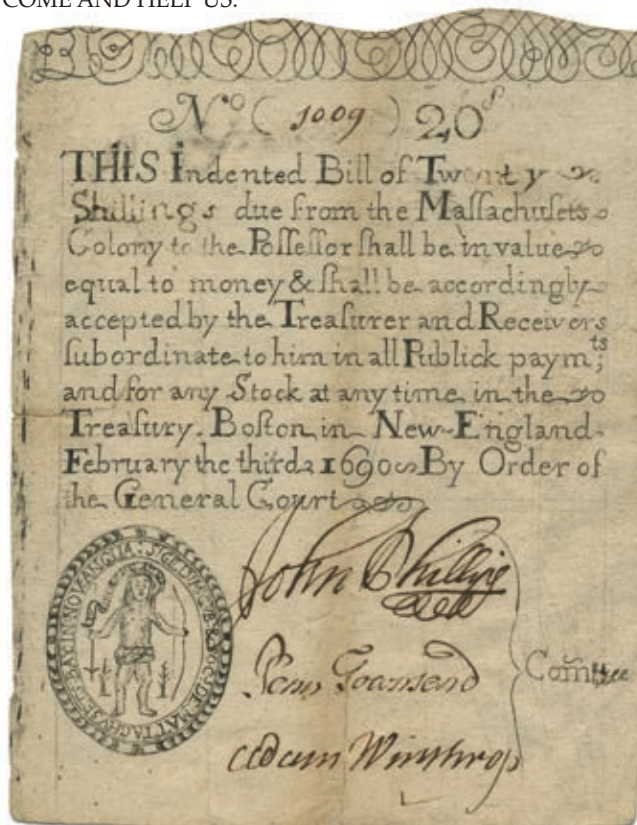 COME AND HELP US.
Nº ( 1009 ) 20ˢ
THIS Indented Bill of Twenty
Shillings due from the Maſſachuſets
Colony to the Poſſeſſor ſhall be in value
equal to money & ſhall be accordingly
accepted by the Treaſurer and Receivers
ſubordinate to him in all Publick paymᵗˢ;
and for any Stock at any time in the
Treaſury. Boſton in New-England
February the third 1690 By Order of
the General Court
John Phillips
Penn Townsend
Adam Winthrop
Comtee